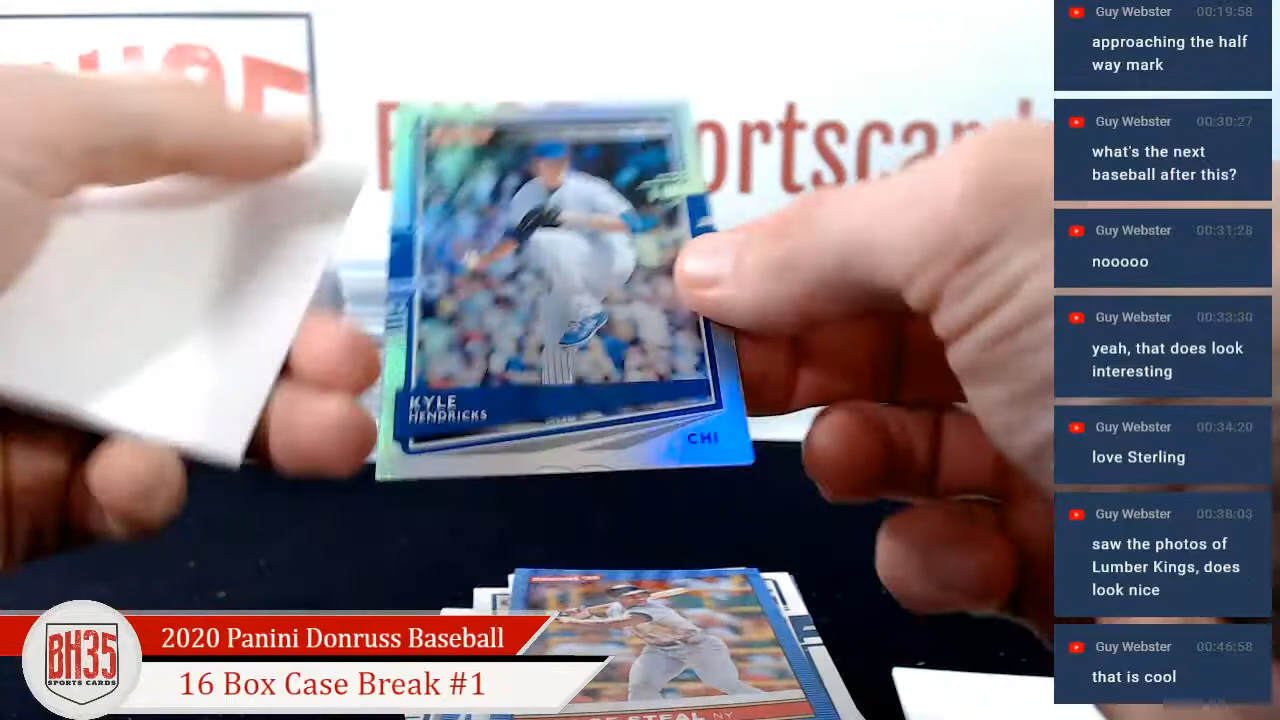 Guy Webster 00:19:58
approaching the half
way mark
Guy Webster 00:30:27
what's the next
baseball after this?
Guy Webster 00:31:28
nooooo
Guy Webster 00:33:30
yeah, that does look
interesting
Guy Webster 00:34:20
love Sterling
Guy Webster 00:38:03
saw the photos of
Lumber Kings, does
look nice
Guy Webster 00:46:58
that is cool
KYLE
HENDRICKS
CHI
STEAL NY
BH35
SPORTS CARDS
2020 Panini Donruss Baseball
16 Box Case Break #1